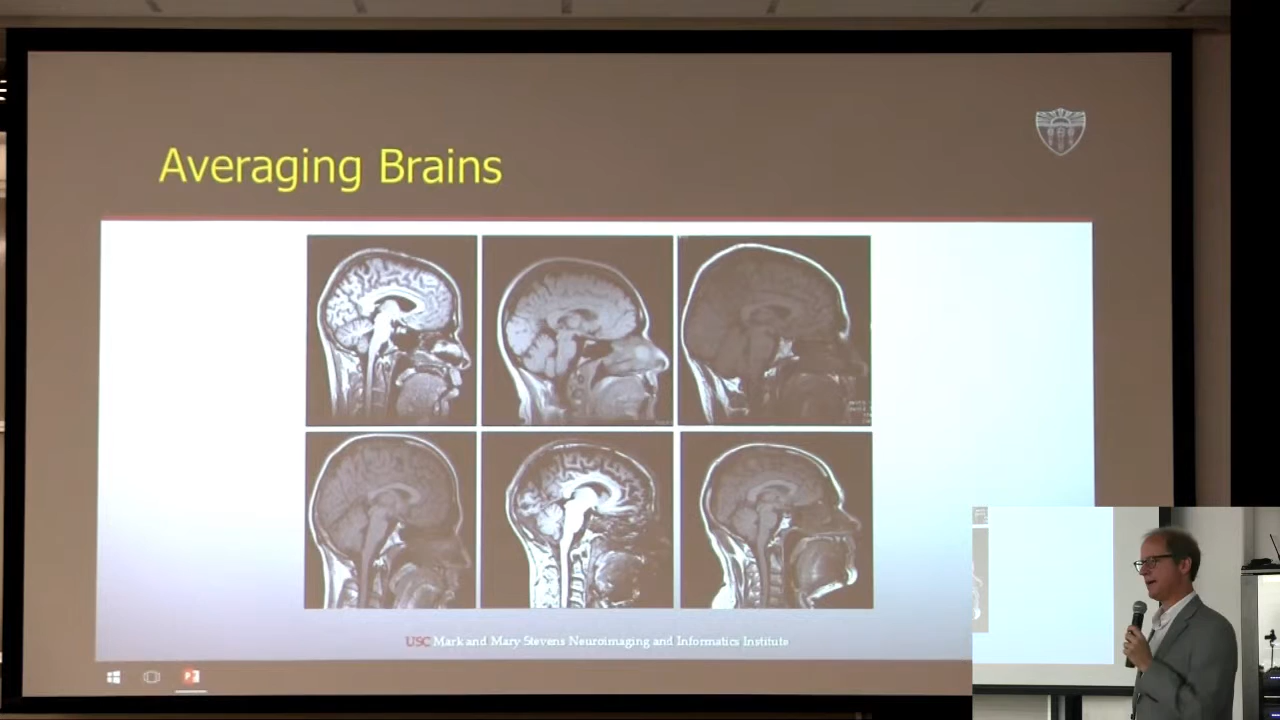 Averaging Brains
USC Mark and Mary Stevens Neuroimaging and Informatics Institute